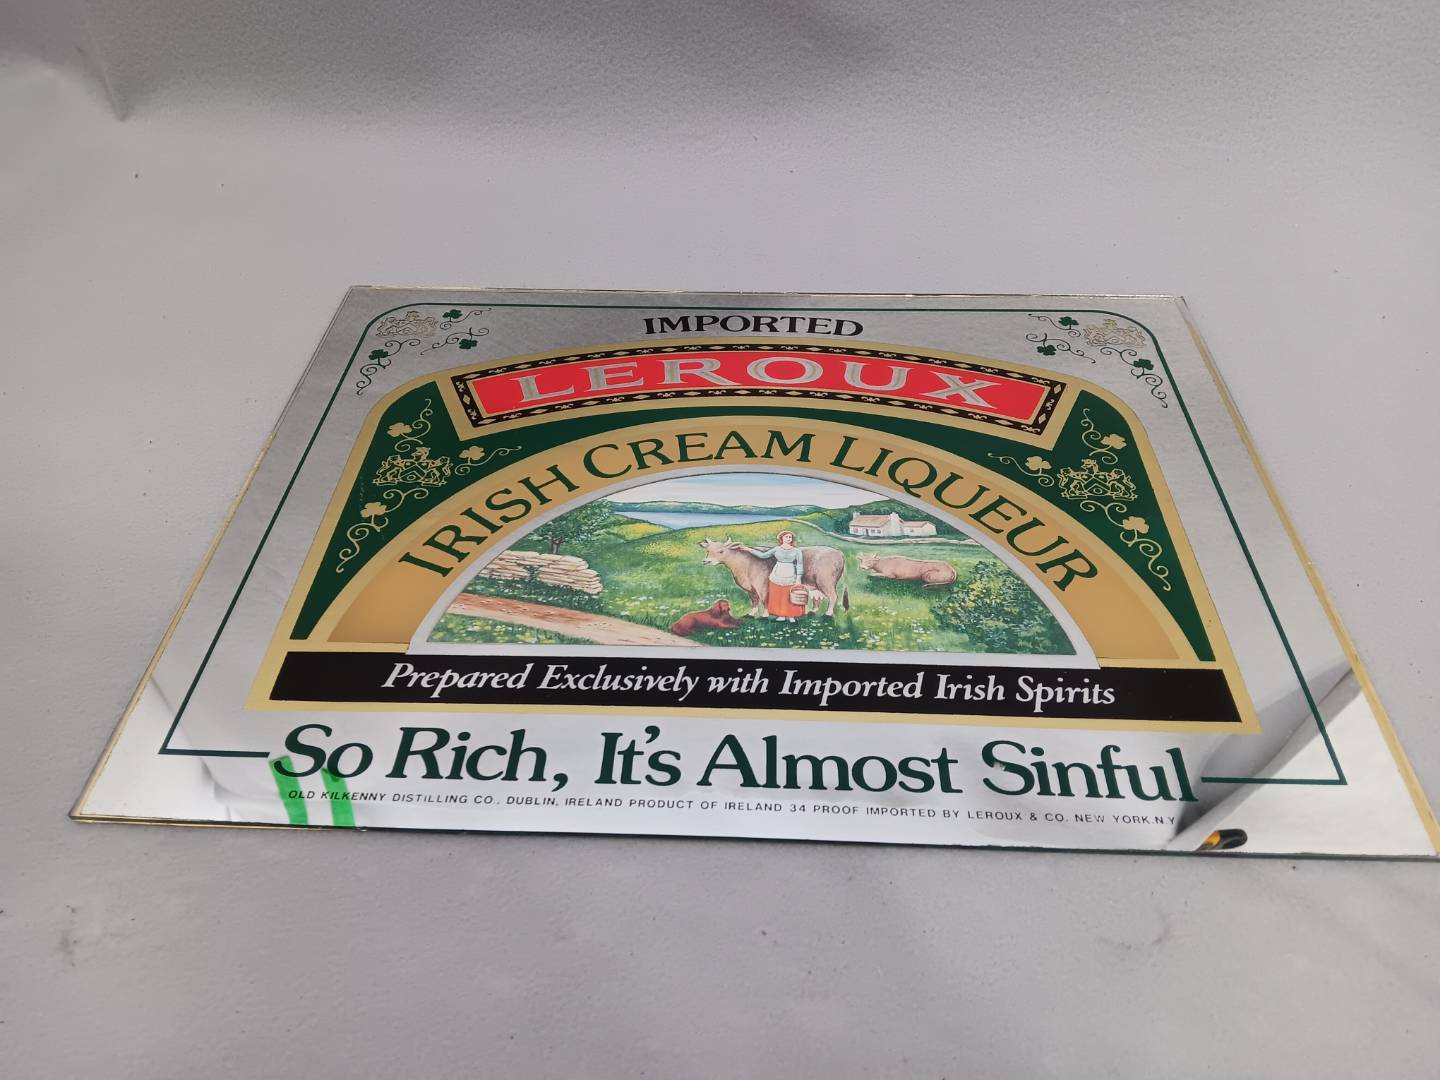 IMPORTED
LEROUX
IRISH CREAM LIQUEUR
Prepared Exclusively with Imported Irish Spirits
So Rich, It's Almost Sinful
OLD KILKENNY DISTILLING CO., DUBLIN, IRELAND PRODUCT OF IRELAND 34 PROOF IMPORTED BY LEROUX & CO. NEW YORK.N.Y.